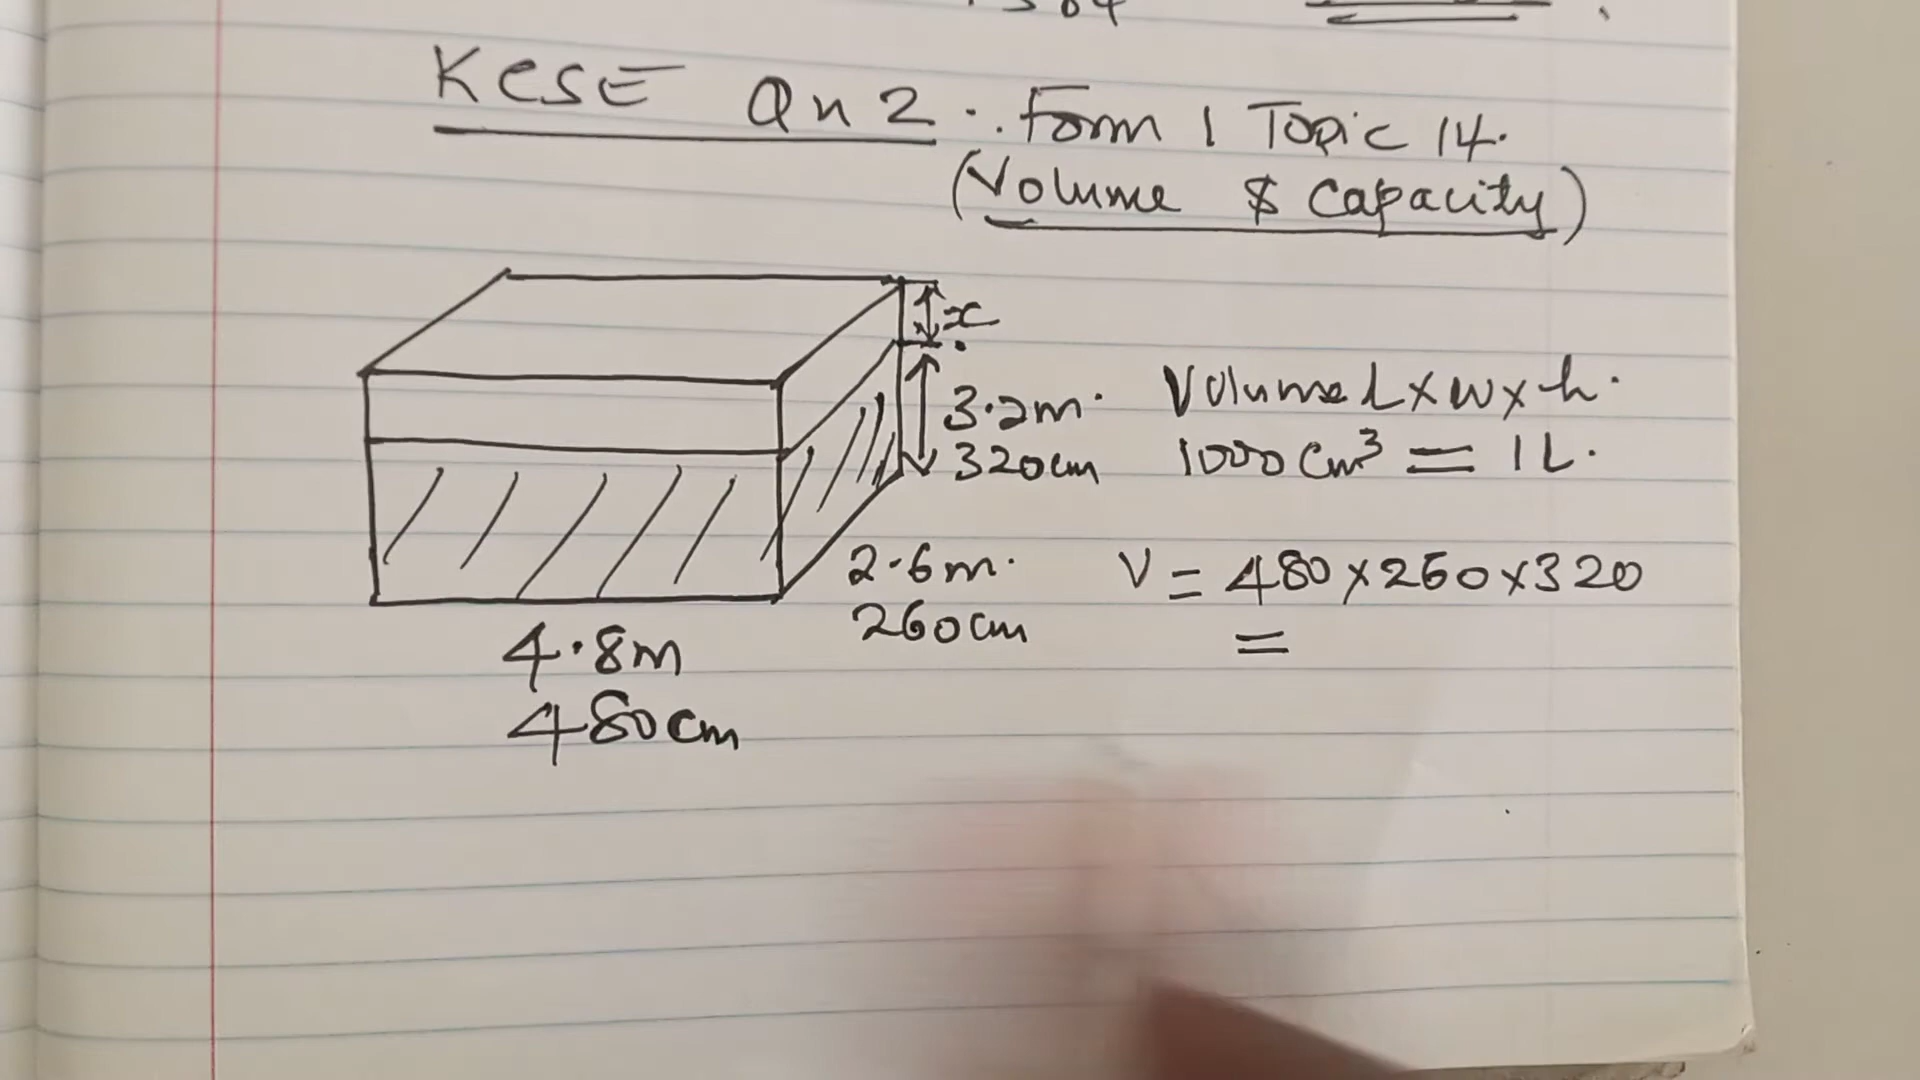 KCSE Qn 2 . . Form 1 Topic 14.
(Volume & Capacity)
x
3.2m.
320cm
Volume L x w x h.
1000 cm³ = 1L.
2.6m.
260cm
V = 480 x 260 x 320
=
4.8m
480cm